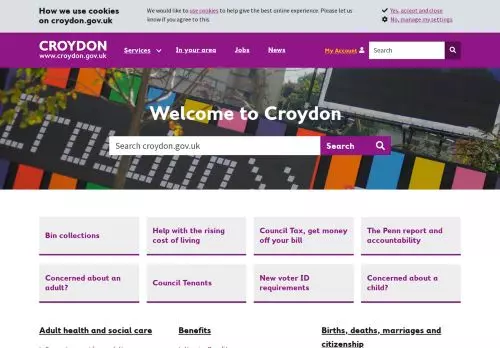 How we use cookies
on croydon.gov.uk
We would like to use cookies to help give the best online experience. Please let us
know if you agree to this.
Yes, accept and close
No, manage my settings
CROYDON
www.croydon.gov.uk
Services
In your area
Jobs
News
My Account
Search
Welcome to Croydon
Search croydon.gov.uk
Search
Bin collections
Help with the rising
cost of living
Council Tax, get money
off your bill
The Penn report and
accountability
Concerned about an
adult?
Council Tenants
New voter ID
requirements
Concerned about a
child?
Adult health and social care
Benefits
Births, deaths, marriages and
citizenship